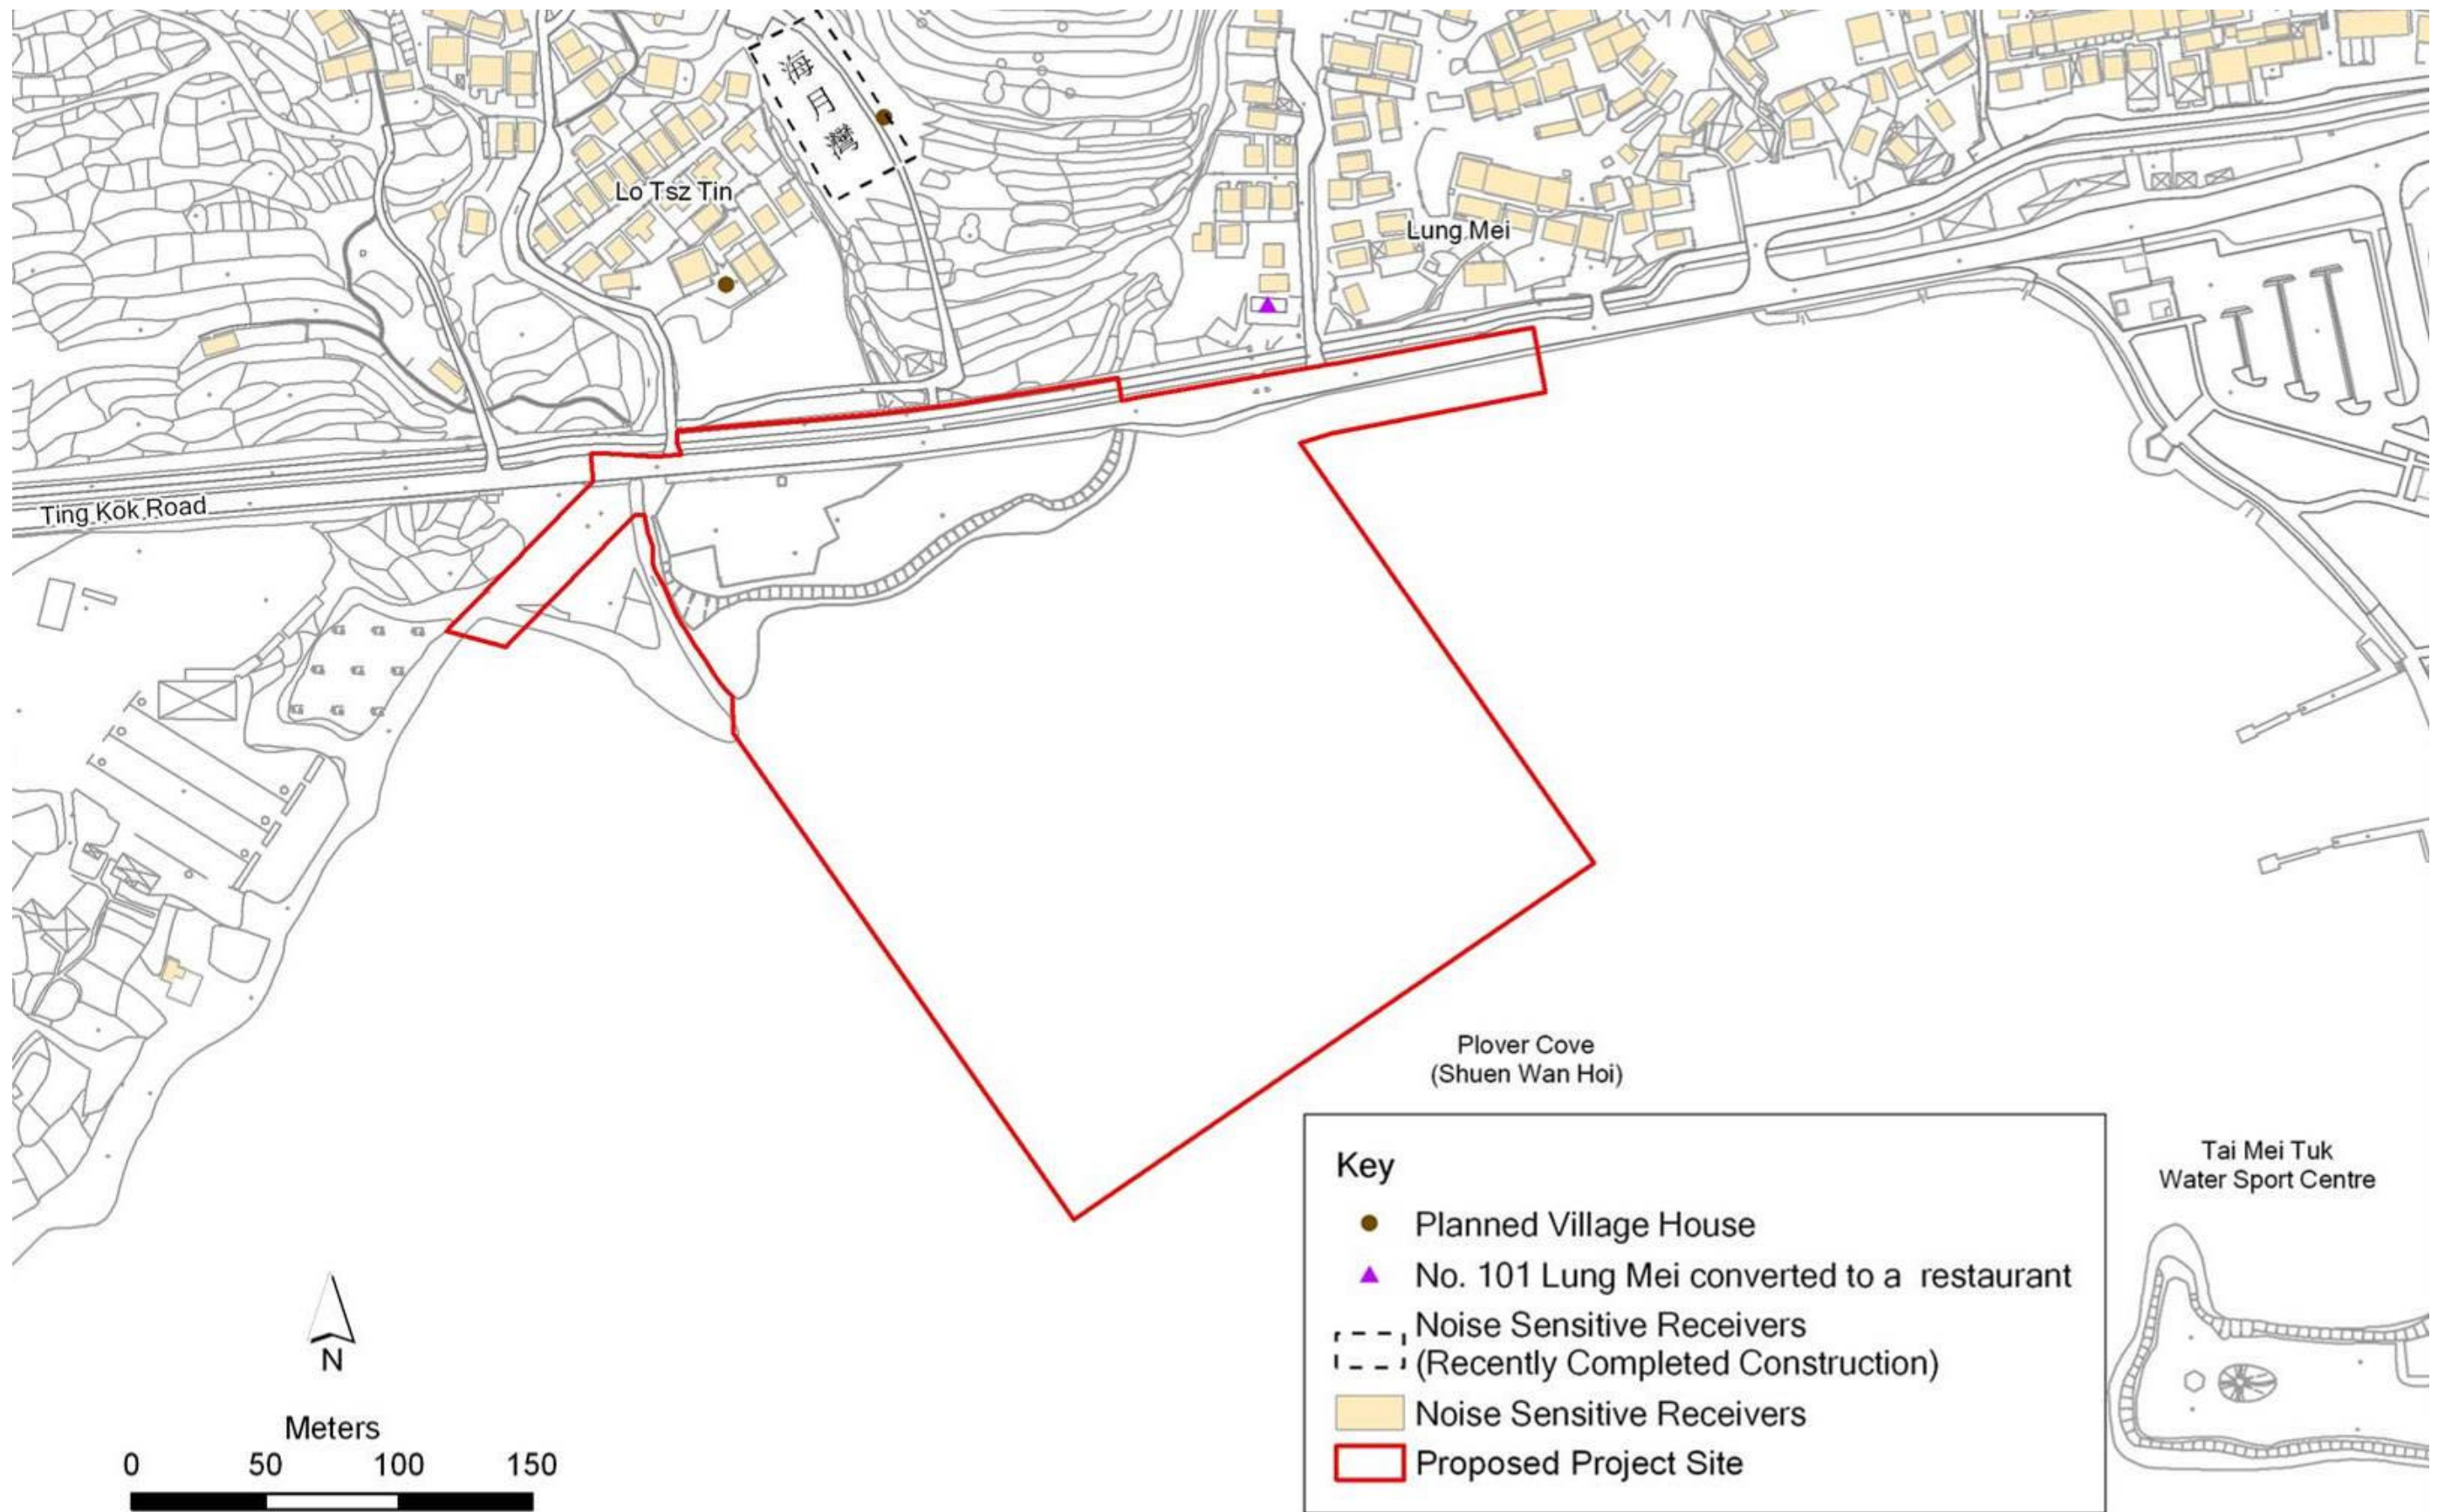 海
月
灣
Lo Tsz Tin
Lung Mei
Ting Kok Road
Plover Cove
(Shuen Wan Hoi)
Tai Mei Tuk
Water Sport Centre
Key
Planned Village House
No. 101 Lung Mei converted to a restaurant
Noise Sensitive Receivers
(Recently Completed Construction)
Noise Sensitive Receivers
Proposed Project Site
N
Meters
0 50 100 150